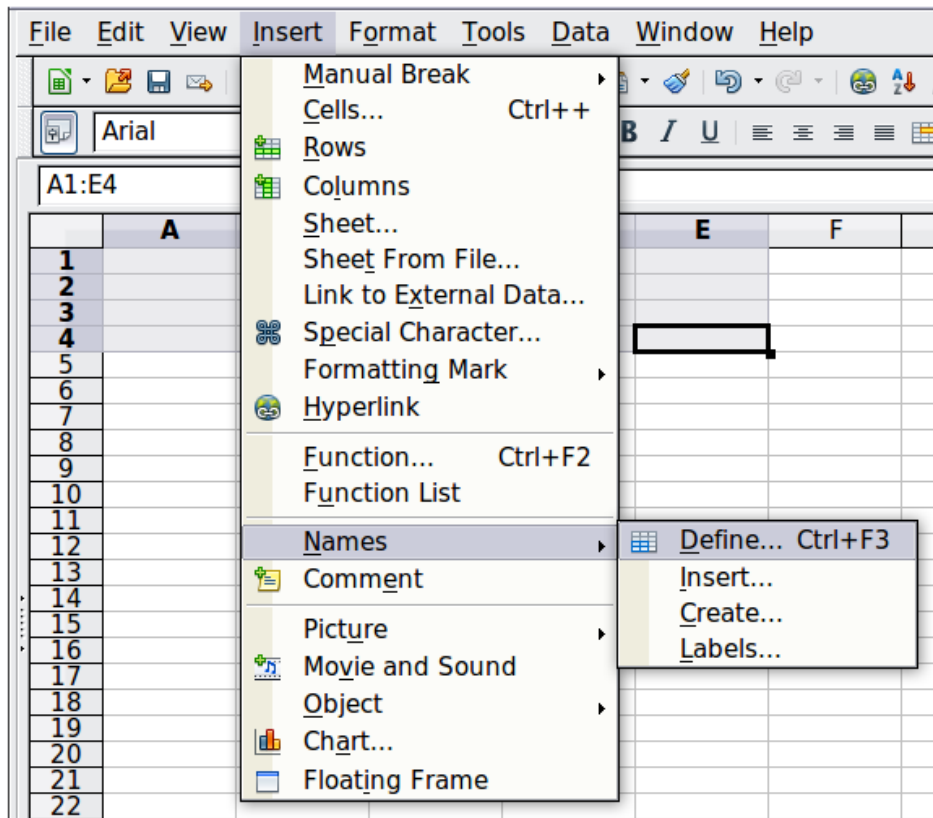 File Edit View Insert Format Tools Data Window Help
Arial
B I U
A1:E4
A E F
Manual Break
Cells... Ctrl++
Rows
Columns
Sheet...
Sheet From File...
Link to External Data...
Special Character...
Formatting Mark
Hyperlink
Function... Ctrl+F2
Function List
Names
Comment
Picture
Movie and Sound
Object
Chart...
Floating Frame
Define... Ctrl+F3
Insert...
Create...
Labels...
1
2
3
4
5
6
7
8
9
10
11
12
13
14
15
16
17
18
19
20
21
22